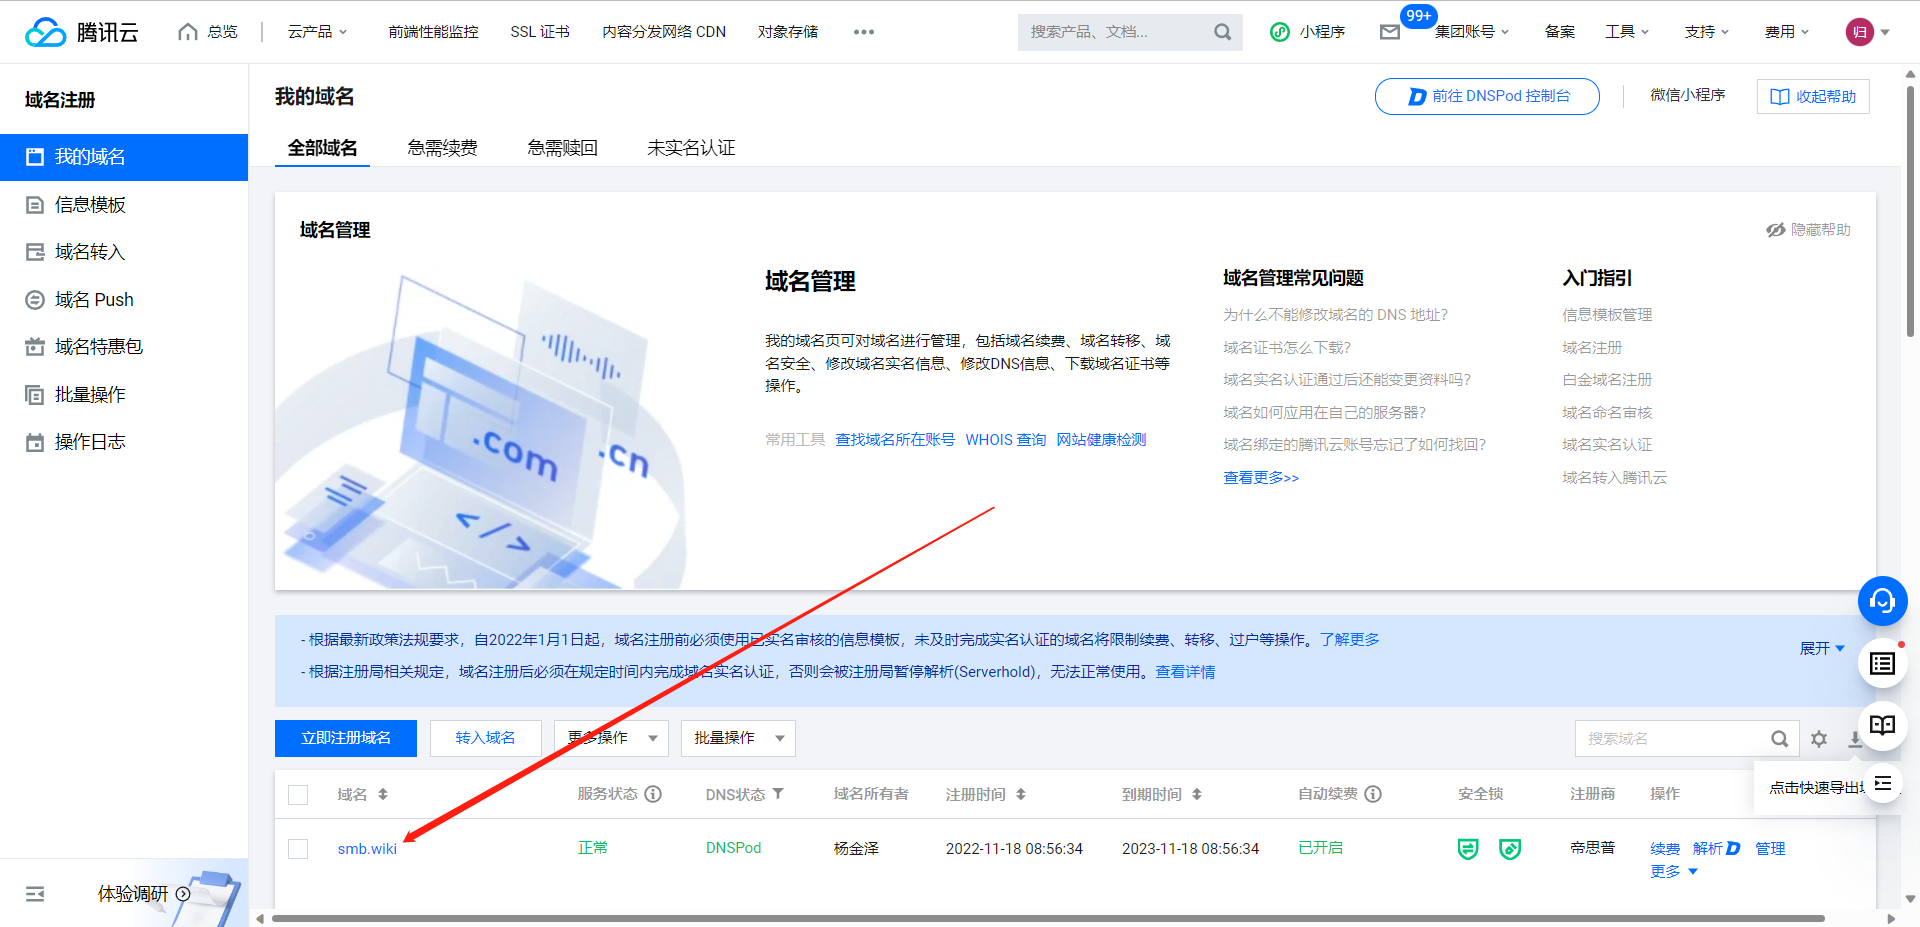 腾讯云 总览 云产品 前端性能监控 SSL 证书 内容分发网络 CDN 对象存储 ••• 搜索产品、文档... 小程序 99+ 集团账号 备案 工具 支持 费用 归
域名注册
我的域名
信息模板
域名转入
域名 Push
域名特惠包
批量操作
操作日志
体验调研
我的域名
前往 DNSPod 控制台 微信小程序 收起帮助
全部域名 急需续费 急需赎回 未实名认证
域名管理 隐藏帮助
.com .cn
</>
域名管理
我的域名页可对域名进行管理，包括域名续费、域名转移、域
名安全、修改域名实名信息、修改DNS信息、下载域名证书等
操作。
常用工具 查找域名所在账号 WHOIS 查询 网站健康检测
域名管理常见问题
为什么不能修改域名的 DNS 地址?
域名证书怎么下载?
域名实名认证通过后还能变更资料吗?
域名如何应用在自己的服务器?
域名绑定的腾讯云账号忘记了如何找回?
查看更多>>
入门指引
信息模板管理
域名注册
白金域名注册
域名命名审核
域名实名认证
域名转入腾讯云
- 根据最新政策法规要求，自2022年1月1日起，域名注册前必须使用已实名审核的信息模板，未及时完成实名认证的域名将限制续费、转移、过户等操作。了解更多
- 根据注册局相关规定，域名注册后必须在规定时间内完成域名实名认证，否则会被注册局暂停解析(Serverhold)，无法正常使用。查看详情
展开
立即注册域名 转入域名 更多操作 批量操作 搜索域名
点击快速导出
域名 服务状态 DNS状态 域名所有者 注册时间 到期时间 自动续费 安全锁 注册商 操作
smb.wiki 正常 DNSPod 杨金泽 2022-11-18 08:56:34 2023-11-18 08:56:34 已开启 帝思普 续费 解析 管理
更多